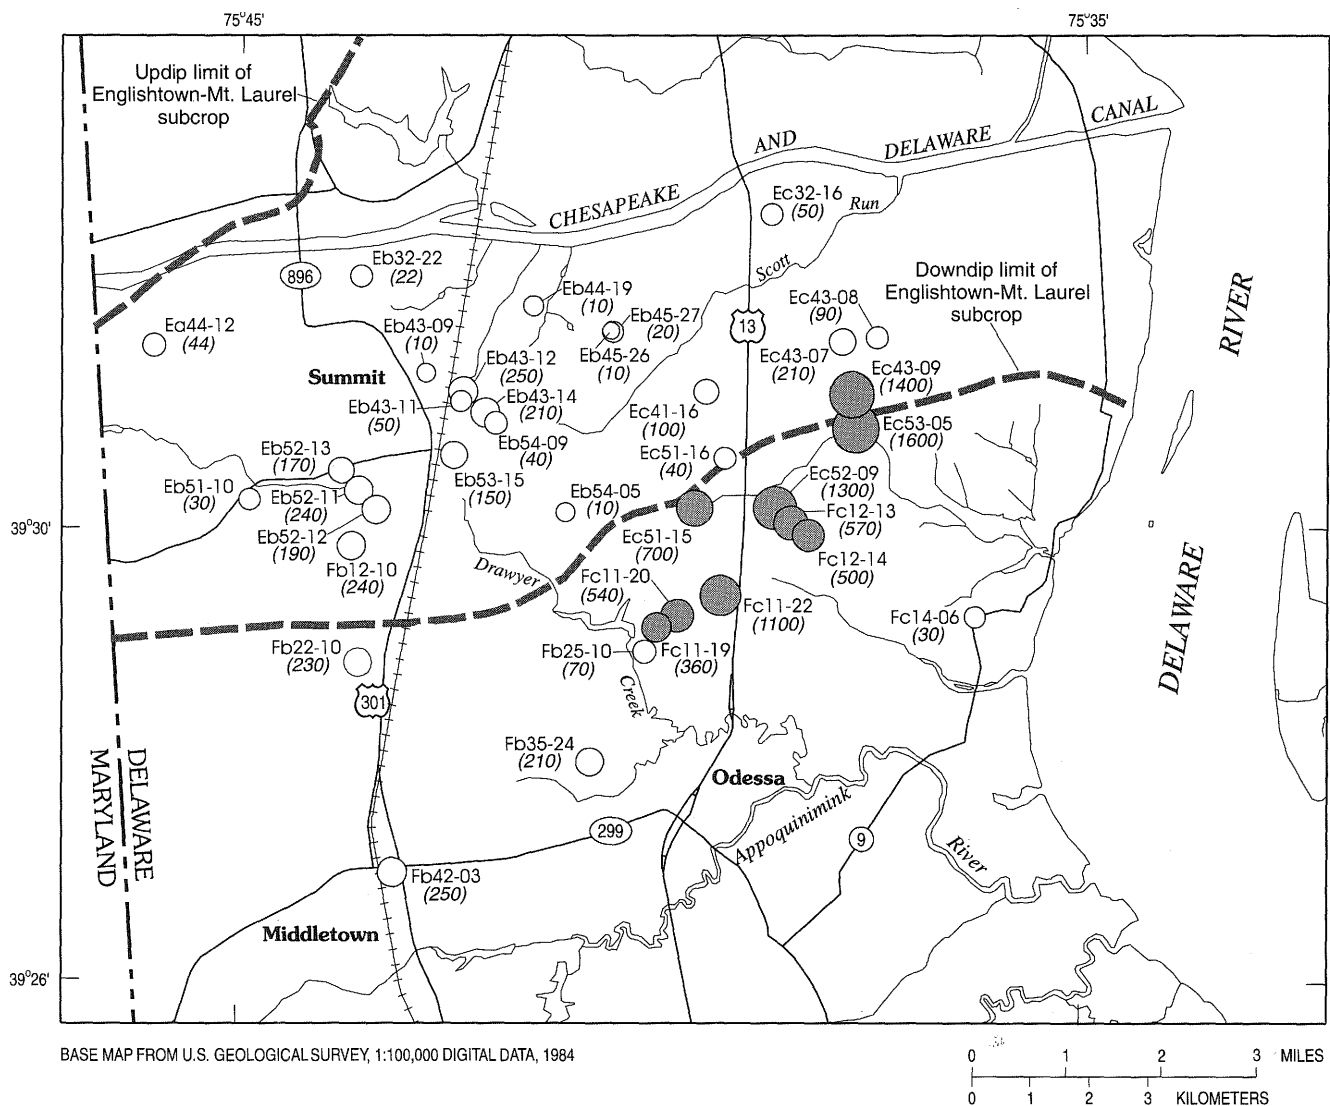 75°45'
75°35'
Updip limit of
Englishtown-Mt. Laurel
subcrop
CHESAPEAKE AND DELAWARE CANAL
Ec32-16
(50)
Scott Run
Eb32-22
(22)
896
Eb44-19
(10)
Downdip limit of
Englishtown-Mt. Laurel
subcrop
DELAWARE RIVER
Ea44-12
(44)
Eb43-09
(10)
Eb45-27
(20)
Eb45-26
(10)
13
Ec43-08
(90)
Ec43-07
(210)
Summit
Eb43-12
(250)
Ec43-09
(1400)
Eb43-11
(50)
Eb43-14
(210)
Ec41-16
(100)
Ec53-05
(1600)
Eb54-09
(40)
Eb52-13
(170)
Ec51-16
(40)
Eb51-10
(30)
Eb52-11
(240)
Eb53-15
(150)
Eb54-05
(10)
Ec52-09
(1300)
39°30'
Eb52-12
(190)
Ec51-15
(700)
Fc12-13
(570)
Fb12-10
(240)
Drawyer Creek
Fc11-20
(540)
Fc12-14
(500)
Fc11-22
(1100)
Fc14-06
(30)
Fb22-10
(230)
Fb25-10
(70)
Fc11-19
(360)
301
Fb35-24
(210)
DELAWARE
MARYLAND
Odessa
299
Appoquinimink River
9
Fb42-03
(250)
Middletown
39°26'
BASE MAP FROM U.S. GEOLOGICAL SURVEY, 1:100,000 DIGITAL DATA, 1984
0 1 2 3 MILES
0 1 2 3 KILOMETERS